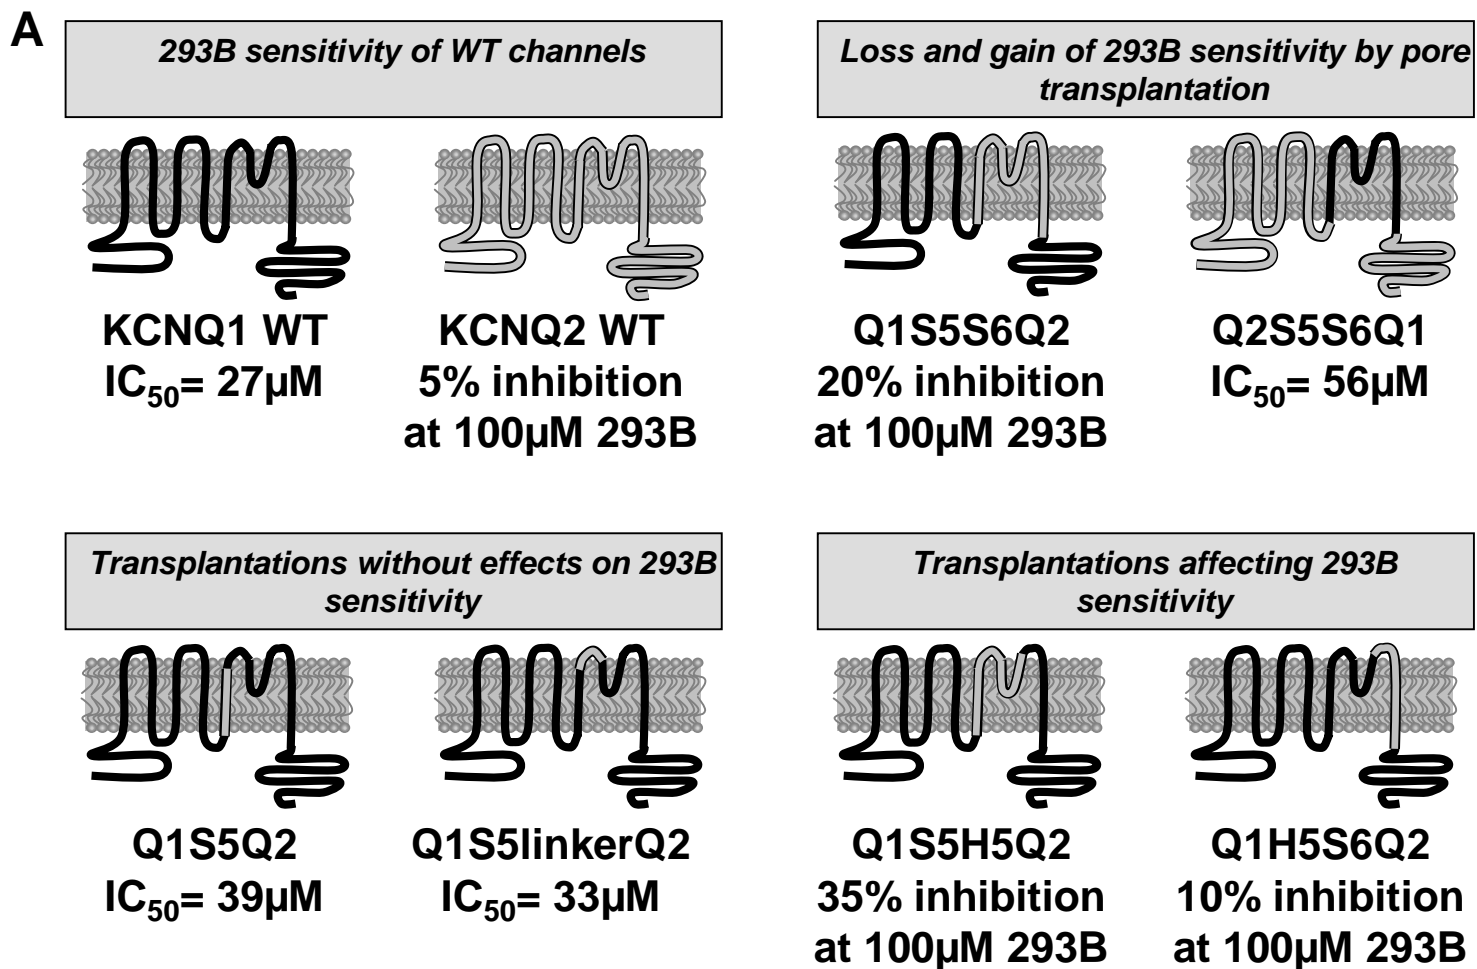 A
293B sensitivity of WT channels
Loss and gain of 293B sensitivity by pore
transplantation
KCNQ1 WT
IC50= 27µM
KCNQ2 WT
5% inhibition
at 100µM 293B
Q1S5S6Q2
20% inhibition
at 100µM 293B
Q2S5S6Q1
IC50= 56µM
Transplantations without effects on 293B
sensitivity
Transplantations affecting 293B
sensitivity
Q1S5Q2
IC50= 39µM
Q1S5linkerQ2
IC50= 33µM
Q1S5H5Q2
35% inhibition
at 100µM 293B
Q1H5S6Q2
10% inhibition
at 100µM 293B